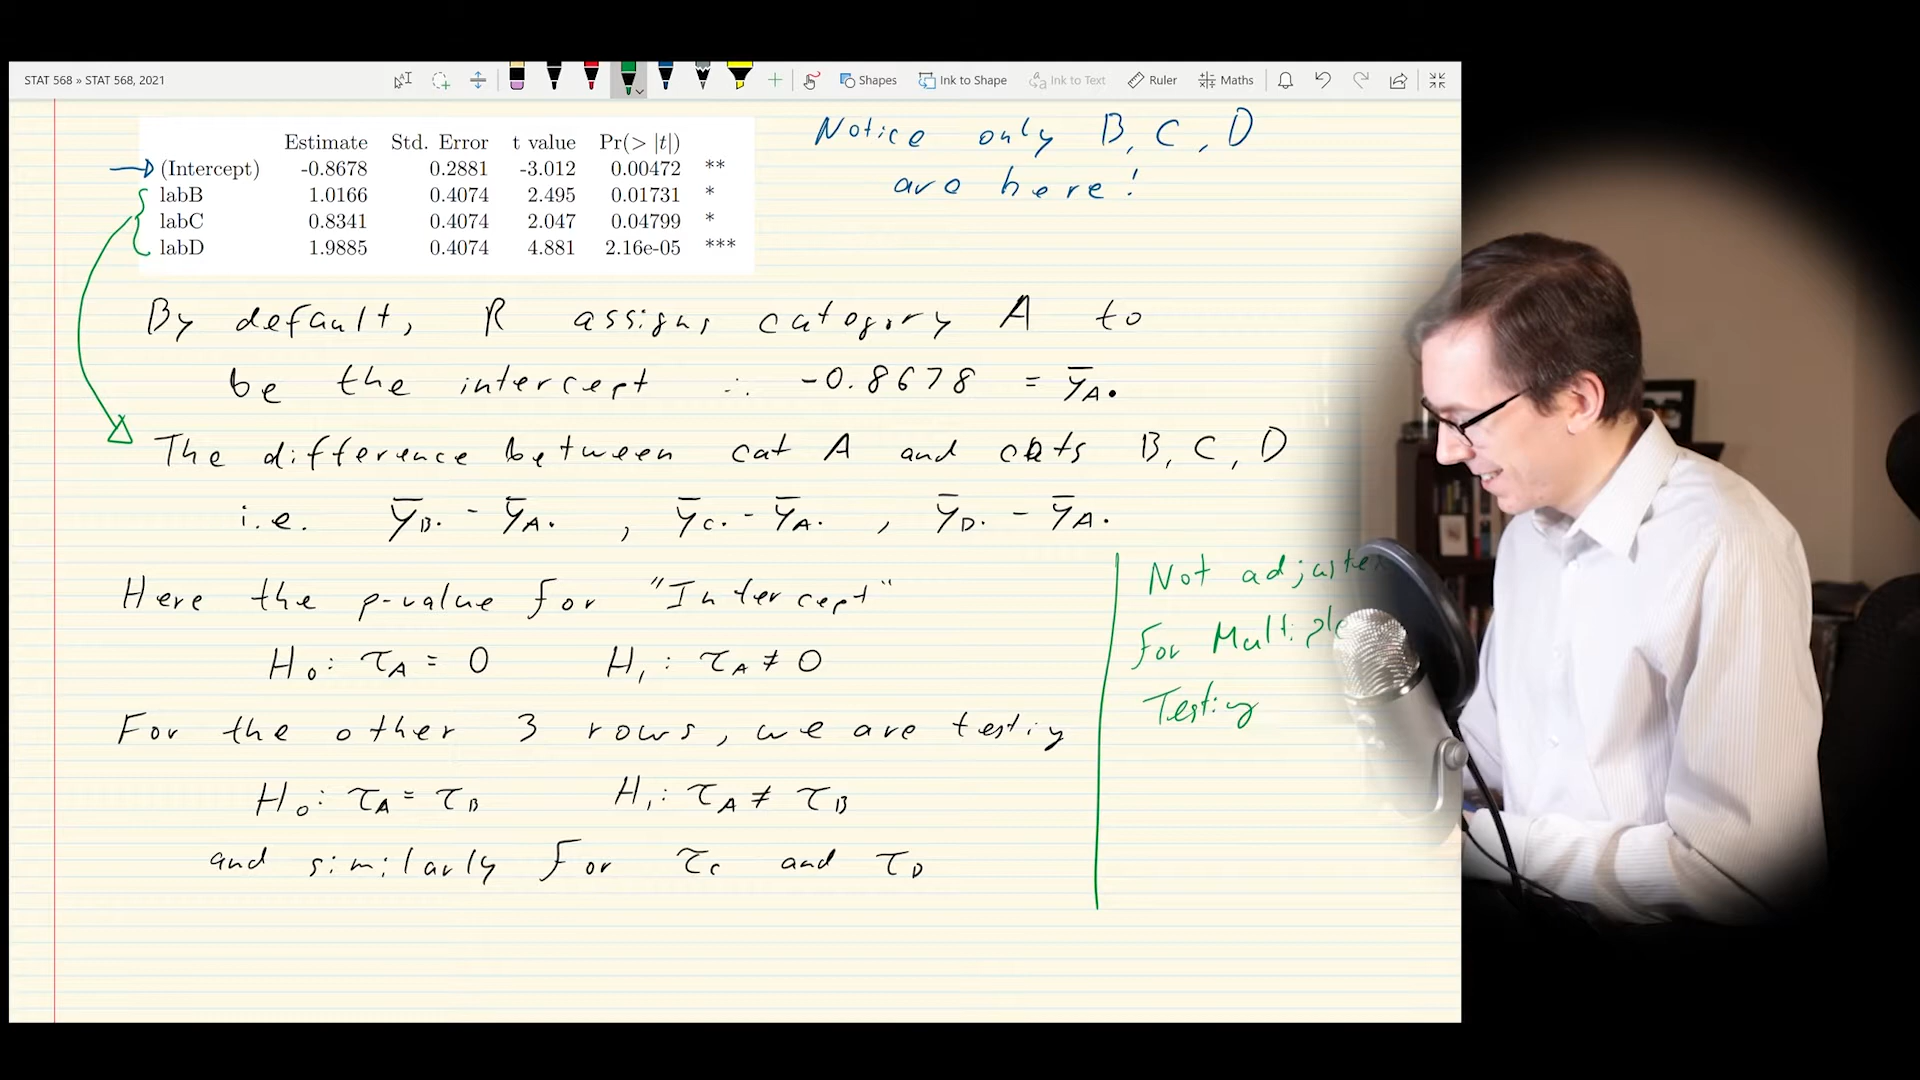 STAT 568 » STAT 568, 2021
Shapes Ink to Shape Ink to Text Ruler Maths
Estimate Std. Error t value Pr(> |t|)
(Intercept) -0.8678 0.2881 -3.012 0.00472 **
labB 1.0166 0.4074 2.495 0.01731 *
labC 0.8341 0.4074 2.047 0.04799 *
labD 1.9885 0.4074 4.881 2.16e-05 ***
Notice only B, C, D
are here!
By default, R assigns category A to
be the intercept ∴ -0.8678 = ȳA.
The difference between cat A and cats B, C, D
i.e. ȳB. - ȳA. , ȳC. - ȳA. , ȳD. - ȳA.
Here the p-value for "Intercept"
H₀: τA = 0 H₁: τA ≠ 0
For the other 3 rows, we are testing
H₀: τA = τB H₁: τA ≠ τB
and similarly for τC and τD
Not adjusted
for Multiple
Testing